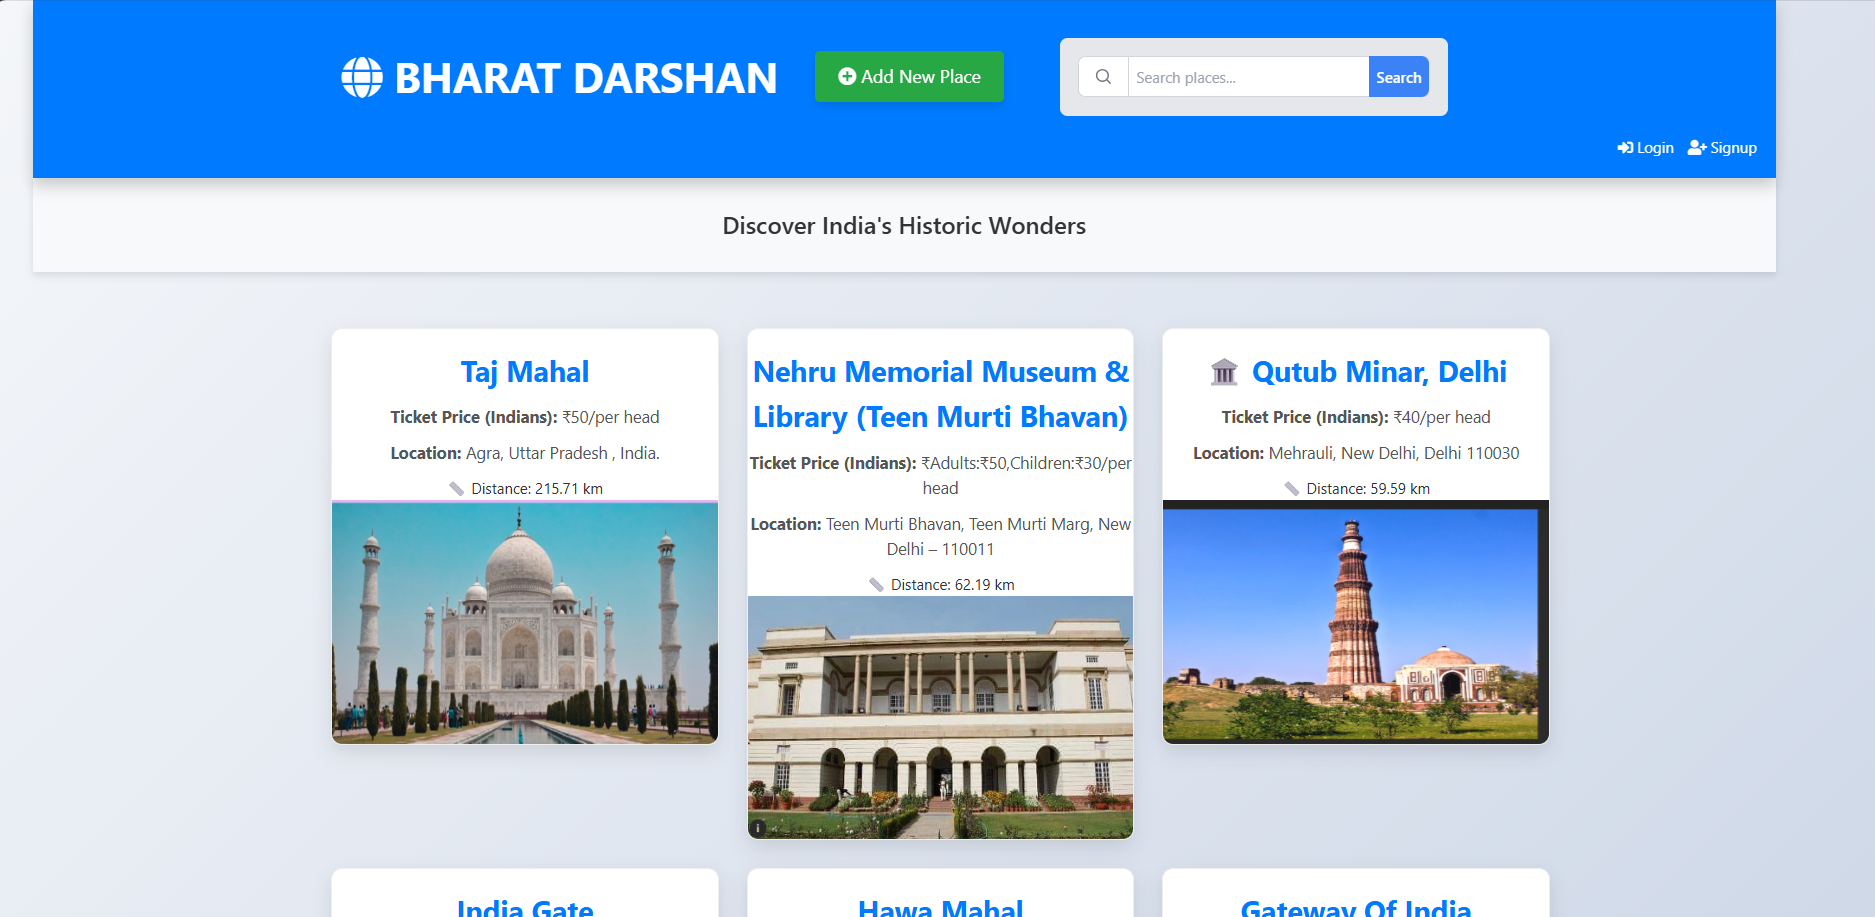 BHARAT DARSHAN
Add New Place
Search places...
Search
Login
Signup
Discover India's Historic Wonders
Taj Mahal
Ticket Price (Indians): ₹50/per head
Location: Agra, Uttar Pradesh , India.
Distance: 215.71 km
Nehru Memorial Museum &
Library (Teen Murti Bhavan)
Ticket Price (Indians): ₹Adults:₹50,Children:₹30/per
head
Location: Teen Murti Bhavan, Teen Murti Marg, New
Delhi – 110011
Distance: 62.19 km
Qutub Minar, Delhi
Ticket Price (Indians): ₹40/per head
Location: Mehrauli, New Delhi, Delhi 110030
Distance: 59.59 km
India Gate
Hawa Mahal
Gateway Of India